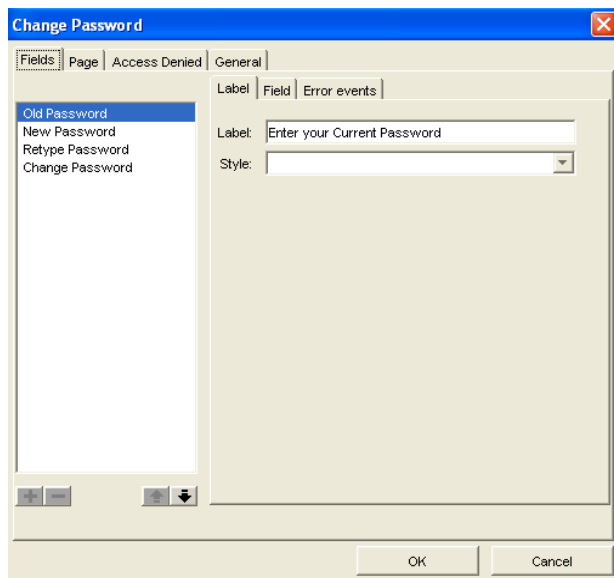 Change Password
Fields Page Access Denied General
Label Field Error events
Old Password
New Password
Retype Password
Change Password
Label: Enter your Current Password
Style:
OK Cancel